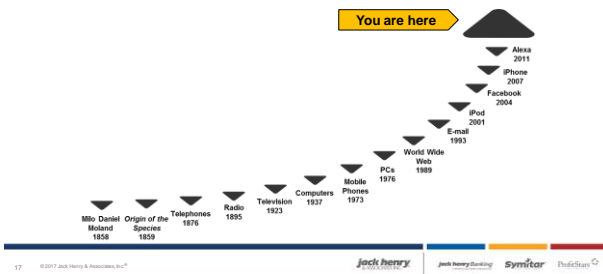 You are here
Alexa
2011
iPhone
2007
Facebook
2004
iPod
2001
E-mail
1993
World Wide
Web
1989
PCs
1976
Mobile
Phones
1973
Computers
1937
Television
1923
Radio
1895
Telephones
1876
Origin of the
Species
1859
Milo Daniel
Moland
1858
17
©2017 Jack Henry & Associates, Inc.®
jack henry
& ASSOCIATES INC.
jack henry Banking
Symitar
ProfitStars